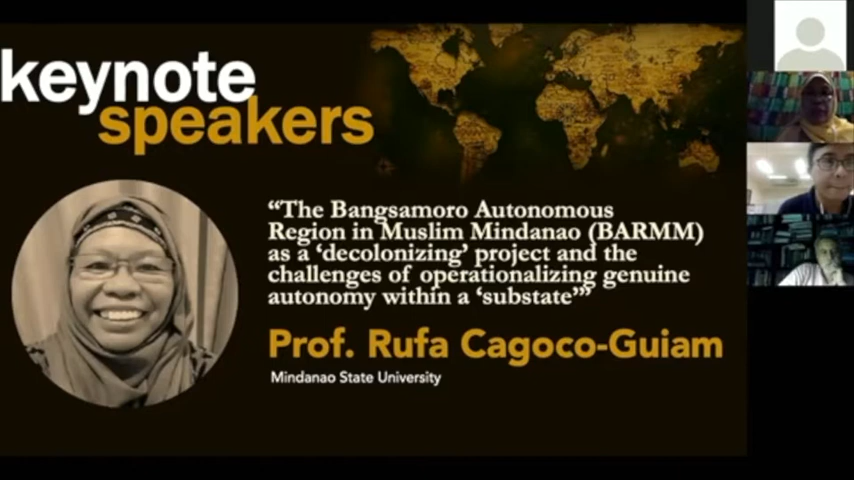 keynote
speakers
“The Bangsamoro Autonomous
Region in Muslim Mindanao (BARMM)
as a ‘decolonizing’ project and the
challenges of operationalizing genuine
autonomy within a ‘substate’”
Prof. Rufa Cagoco-Guiam
Mindanao State University